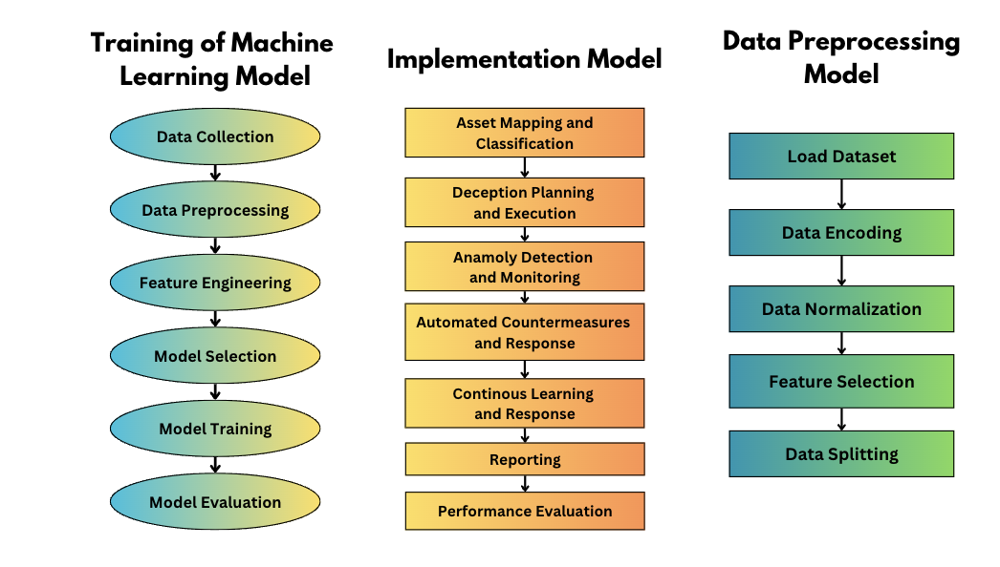 Training of Machine
Learning Model
Data Collection
Data Preprocessing
Feature Engineering
Model Selection
Model Training
Model Evaluation
Implementation Model
Asset Mapping and
Classification
Deception Planning
and Execution
Anamoly Detection
and Monitoring
Automated Countermeasures
and Response
Continous Learning
and Response
Reporting
Performance Evaluation
Data Preprocessing
Model
Load Dataset
Data Encoding
Data Normalization
Feature Selection
Data Splitting